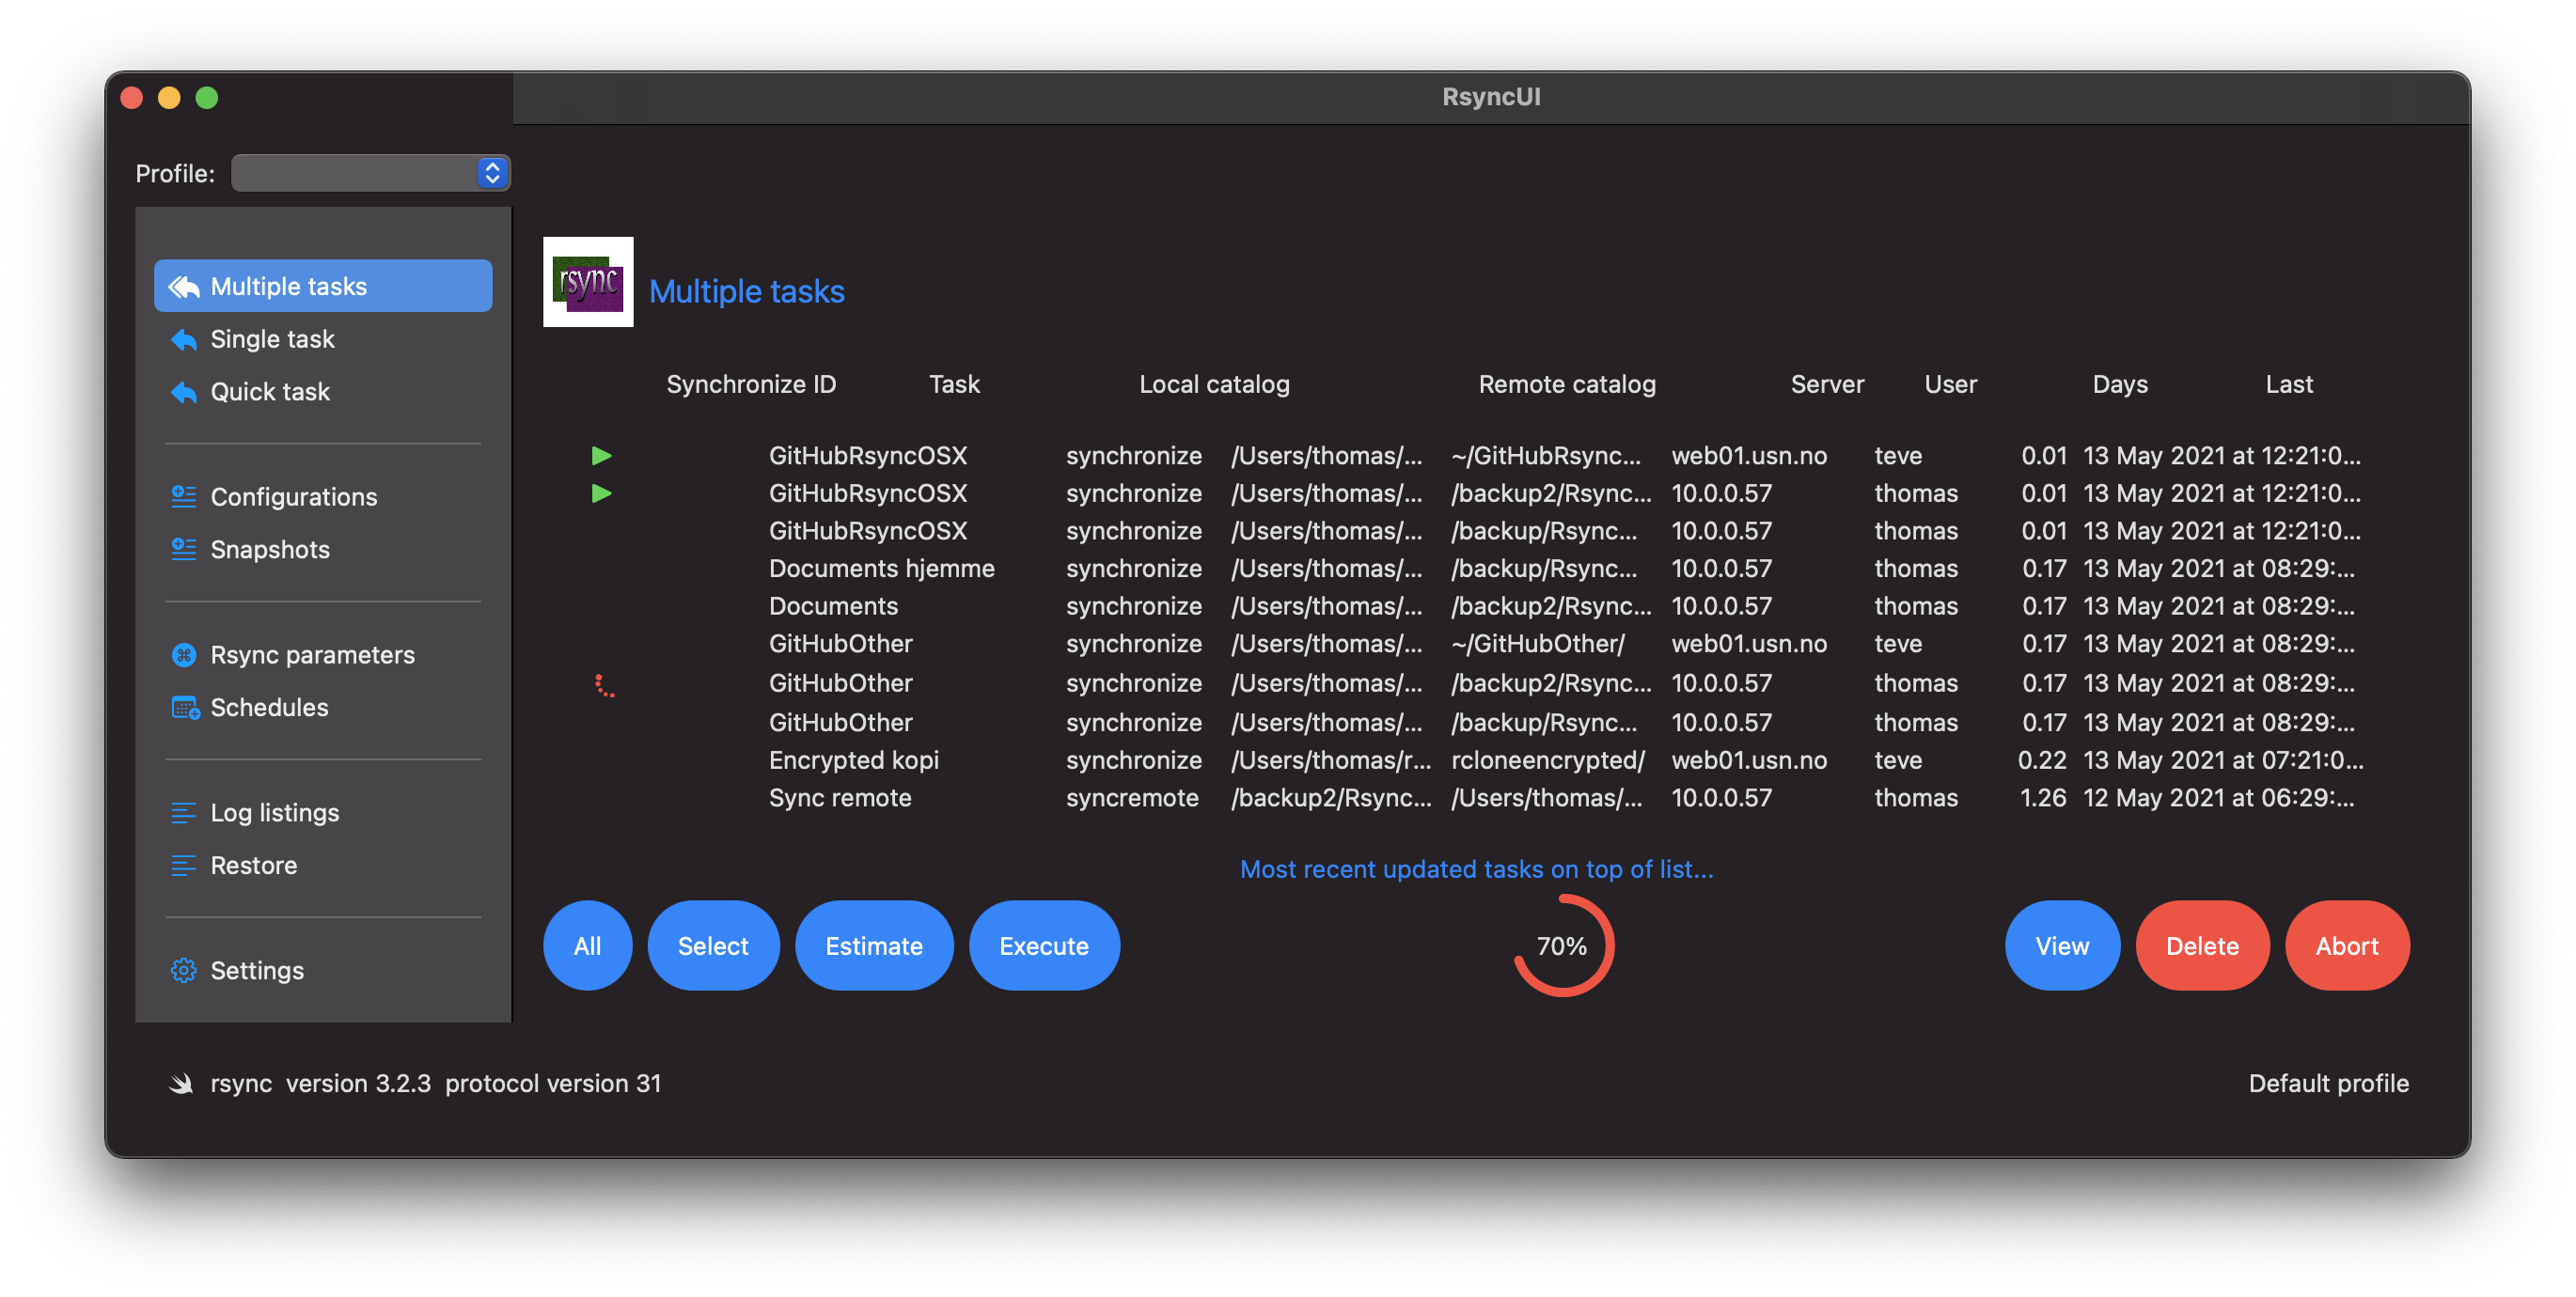 RsyncUI
Profile:
Multiple tasks
Single task
Quick task
Configurations
Snapshots
Rsync parameters
Schedules
Log listings
Restore
Settings
rsync
Multiple tasks
Synchronize ID Task Local catalog Remote catalog Server User Days Last
GitHubRsyncOSX synchronize /Users/thomas/... ~/GitHubRsync... web01.usn.no teve 0.01 13 May 2021 at 12:21:0...
GitHubRsyncOSX synchronize /Users/thomas/... /backup2/Rsync... 10.0.0.57 thomas 0.01 13 May 2021 at 12:21:0...
GitHubRsyncOSX synchronize /Users/thomas/... /backup/Rsync... 10.0.0.57 thomas 0.01 13 May 2021 at 12:21:0...
Documents hjemme synchronize /Users/thomas/... /backup/Rsync... 10.0.0.57 thomas 0.17 13 May 2021 at 08:29:...
Documents synchronize /Users/thomas/... /backup2/Rsync... 10.0.0.57 thomas 0.17 13 May 2021 at 08:29:...
GitHubOther synchronize /Users/thomas/... ~/GitHubOther/ web01.usn.no teve 0.17 13 May 2021 at 08:29:...
GitHubOther synchronize /Users/thomas/... /backup2/Rsync... 10.0.0.57 thomas 0.17 13 May 2021 at 08:29:...
GitHubOther synchronize /Users/thomas/... /backup/Rsync... 10.0.0.57 thomas 0.17 13 May 2021 at 08:29:...
Encrypted kopi synchronize /Users/thomas/r... rcloneencrypted/ web01.usn.no teve 0.22 13 May 2021 at 07:21:0...
Sync remote syncremote /backup2/Rsync... /Users/thomas/... 10.0.0.57 thomas 1.26 12 May 2021 at 06:29:...
Most recent updated tasks on top of list...
All Select Estimate Execute 70% View Delete Abort
rsync version 3.2.3 protocol version 31 Default profile